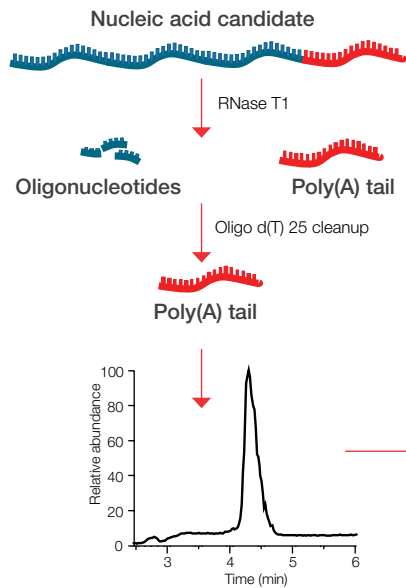 Nucleic acid candidate
RNase T1
Oligonucleotides
Poly(A) tail
Oligo d(T) 25 cleanup
Poly(A) tail
Relative abundance
100
80
60
40
20
0
3
4
5
6
Time (min)